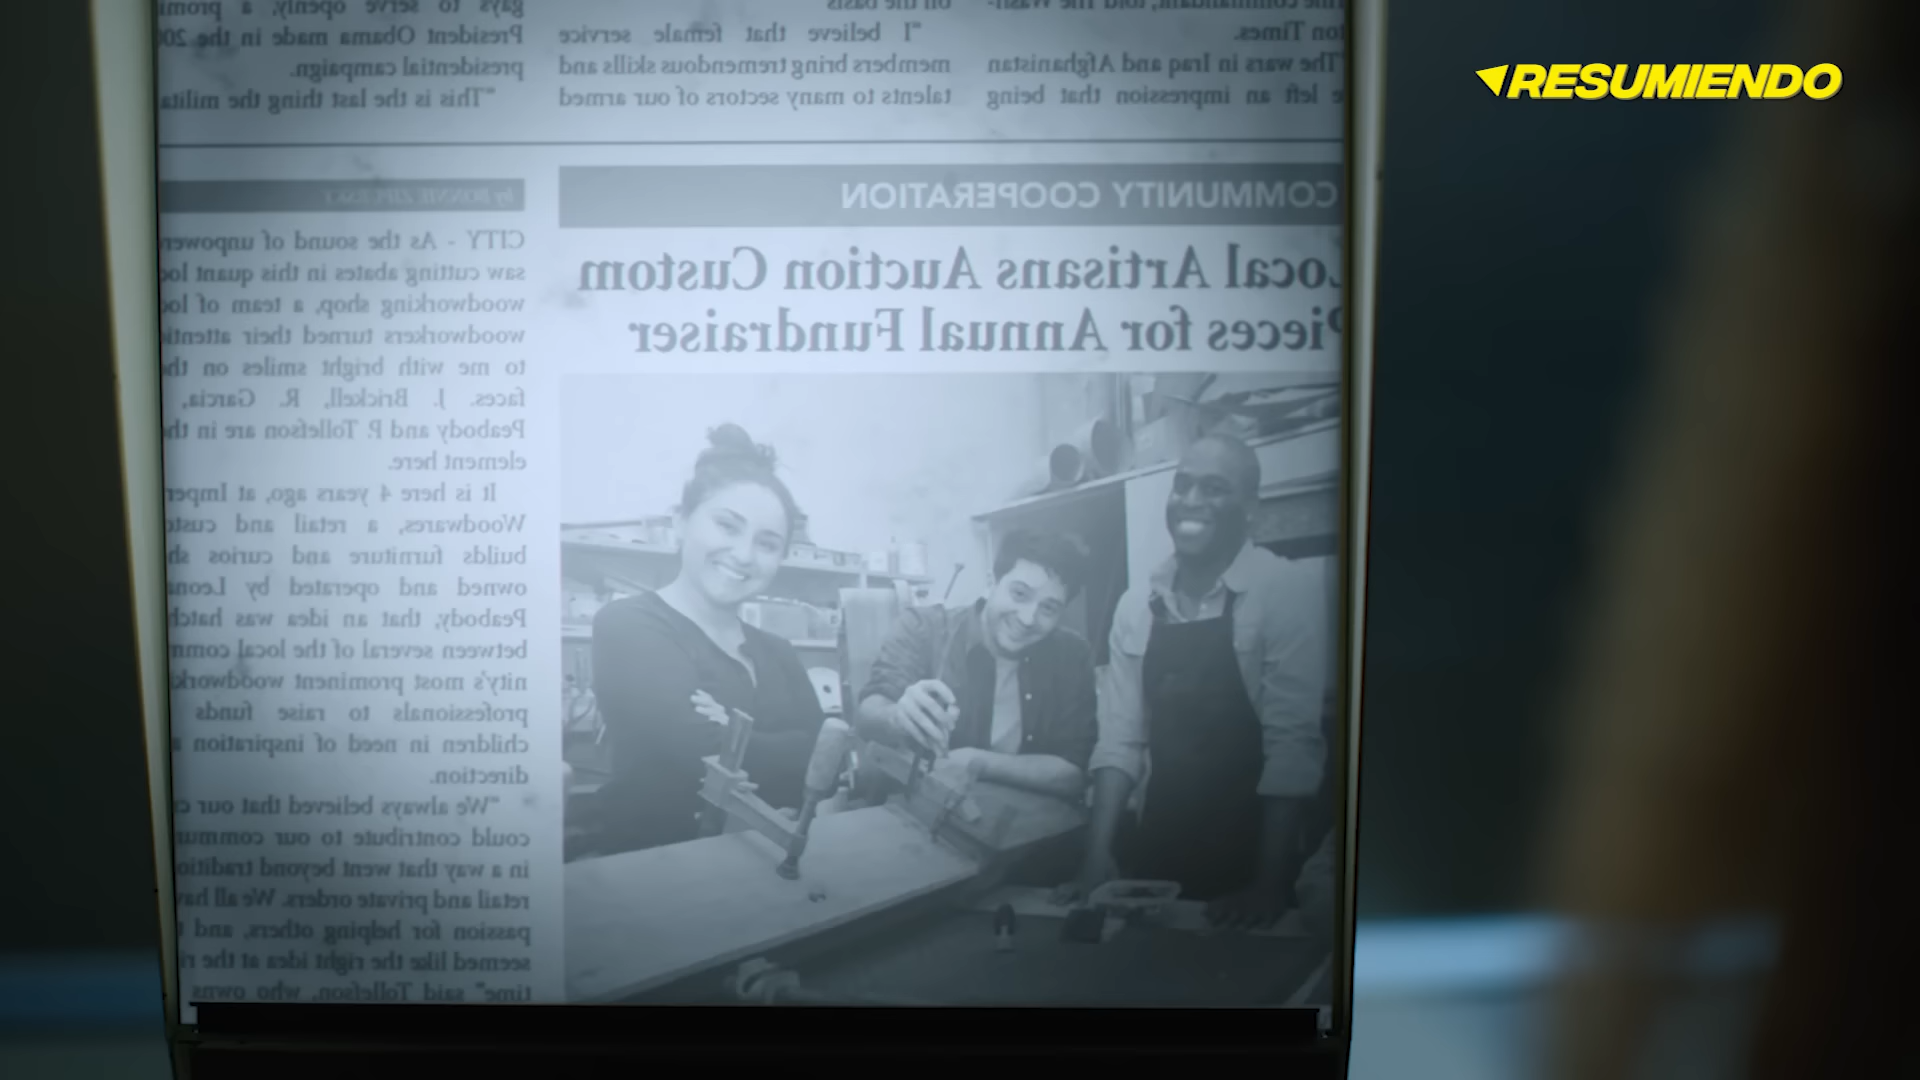 RESUMIENDO
commandant, told The Wash-
ton Times.
"The wars in Iraq and Afghanistan
e left an impression that being
on the basis
"I believe that female service
members bring tremendous skills and
talents to many sectors of our armed
gays to serve openly, a promi
President Obama made in the 20
presidential campaign.
"This is the last thing the milita
COMMUNITY COOPERATION
Local Artisans Auction Custom
Pieces for Annual Fundraiser
by BONNIE ZIPURSKY
CITY - As the sound of unpower
saw cutting abates in this quant lo
woodworking shop, a team of lo
woodworkers turned their attenti
to me with bright smiles on th
faces. J. Brickell, R. Garcia,
Peabody and P. Tollefson are in th
element here.
It is here 4 years ago, at Imper
Woodwares, a retail and custo
builds furniture and curios sh
owned and operated by Leona
Peabody, that an idea was hatch
between several of the local comm
nity's most prominent woodwork
professionals to raise funds
children in need of inspiration a
direction.
"We always believed that our c
could contribute to our commun
in a way that went beyond traditio
retail and private orders. We all hav
passion for helping others, and t
seemed like the right idea at the ri
time" said Tollefson, who owns